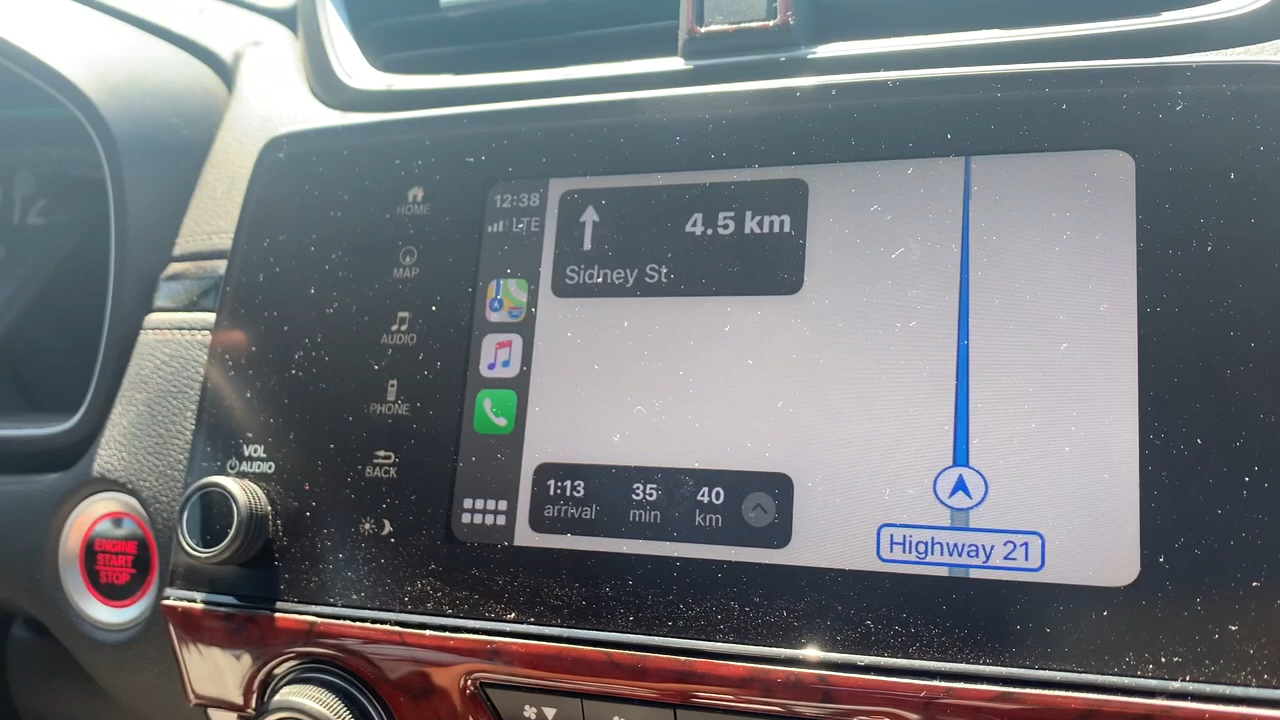 HOME
MAP
AUDIO
PHONE
BACK
VOL
AUDIO
ENGINE
START
STOP
12:38
LTE
4.5 km
Sidney St
1:13 35 40
arrival min km
Highway 21